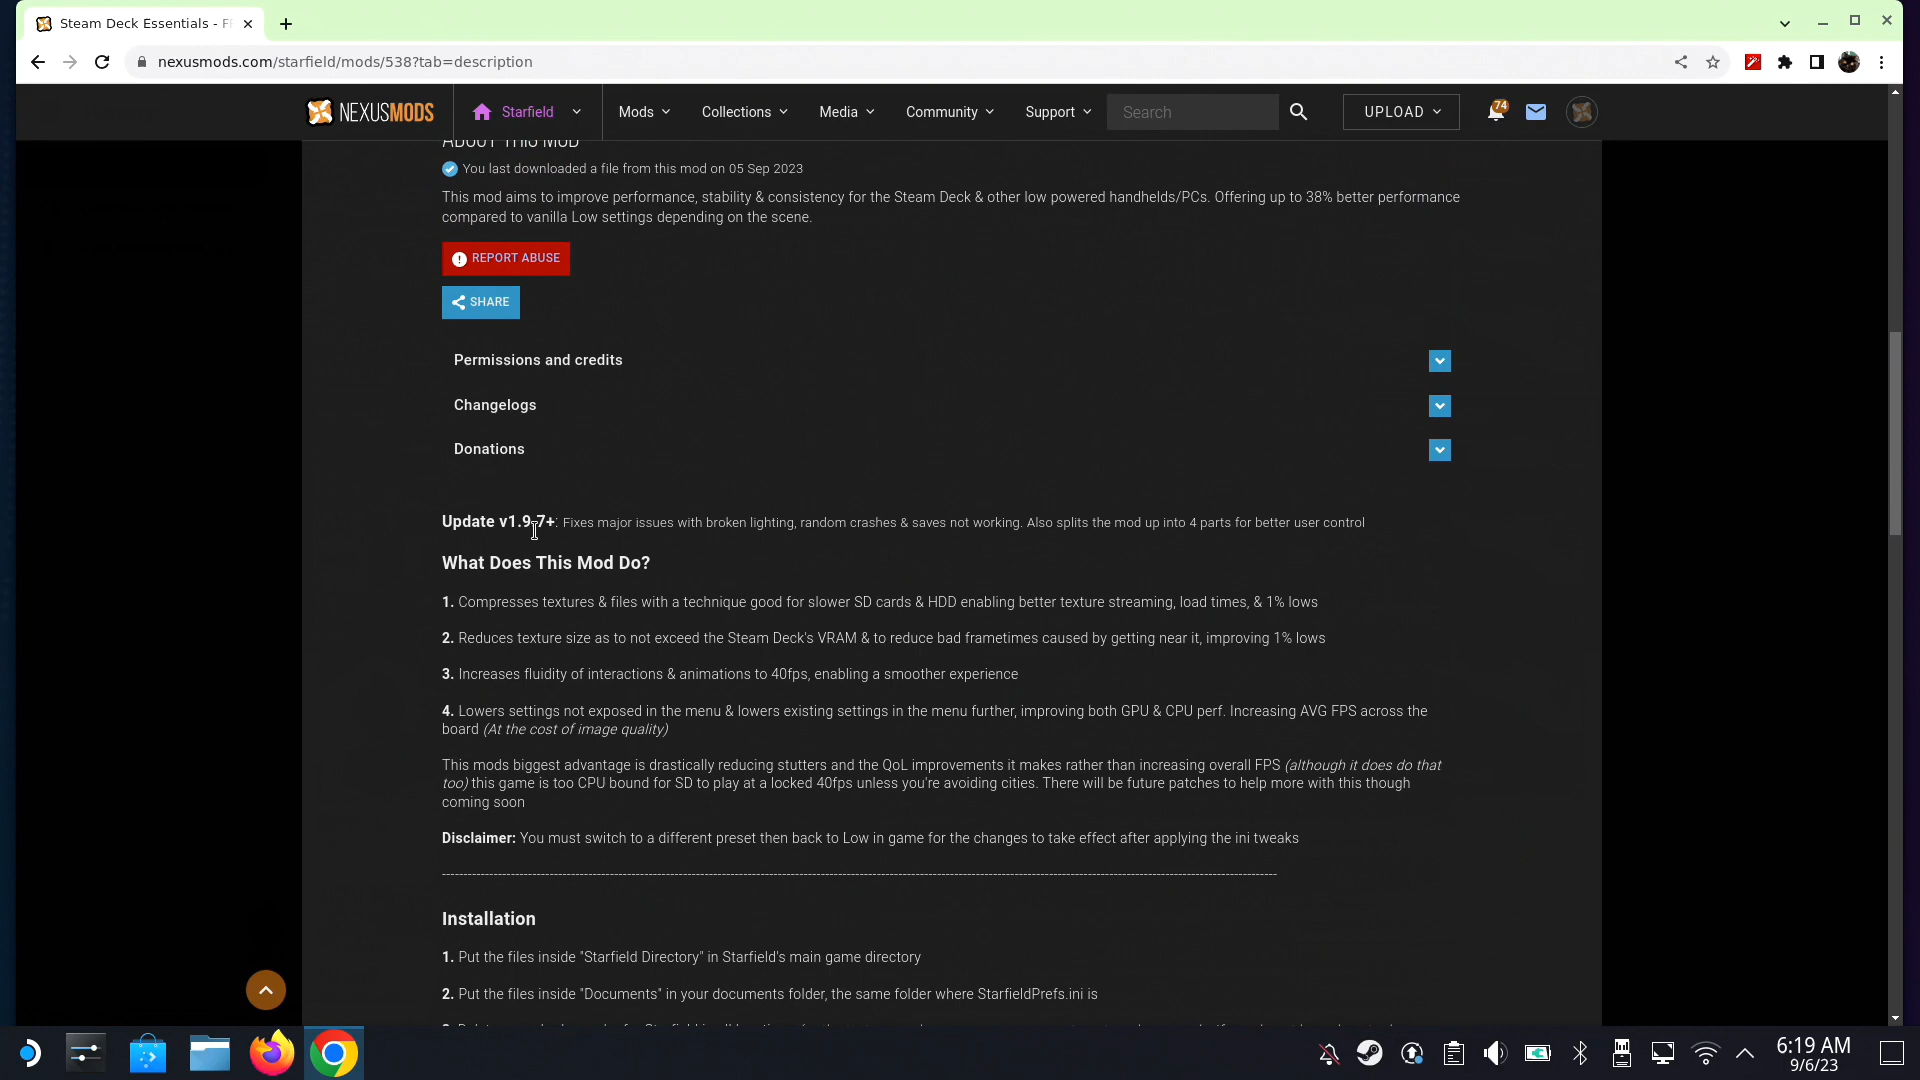 Steam Deck Essentials - F
nexusmods.com/starfield/mods/538?tab=description
NEXUSMODS
Starfield
Mods
Collections
Media
Community
Support
Search
UPLOAD
74
ABOUT THIS MOD
You last downloaded a file from this mod on 05 Sep 2023
This mod aims to improve performance, stability & consistency for the Steam Deck & other low powered handhelds/PCs. Offering up to 38% better performance
compared to vanilla Low settings depending on the scene.
REPORT ABUSE
SHARE
Permissions and credits
Changelogs
Donations
Update v1.9.7+: Fixes major issues with broken lighting, random crashes & saves not working. Also splits the mod up into 4 parts for better user control
What Does This Mod Do?
1. Compresses textures & files with a technique good for slower SD cards & HDD enabling better texture streaming, load times, & 1% lows
2. Reduces texture size as to not exceed the Steam Deck's VRAM & to reduce bad frametimes caused by getting near it, improving 1% lows
3. Increases fluidity of interactions & animations to 40fps, enabling a smoother experience
4. Lowers settings not exposed in the menu & lowers existing settings in the menu further, improving both GPU & CPU perf. Increasing AVG FPS across the
board (At the cost of image quality)
This mods biggest advantage is drastically reducing stutters and the QoL improvements it makes rather than increasing overall FPS (although it does do that
too) this game is too CPU bound for SD to play at a locked 40fps unless you're avoiding cities. There will be future patches to help more with this though
coming soon
Disclaimer: You must switch to a different preset then back to Low in game for the changes to take effect after applying the ini tweaks
Installation
1. Put the files inside "Starfield Directory" in Starfield's main game directory
2. Put the files inside "Documents" in your documents folder, the same folder where StarfieldPrefs.ini is
6:19 AM
9/6/23